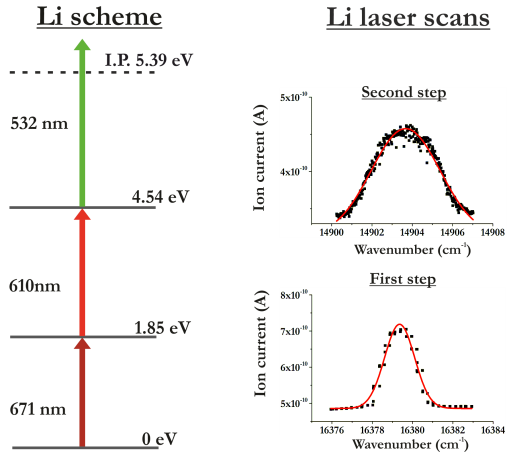 Li scheme
I.P. 5.39 eV
532 nm
4.54 eV
610nm
1.85 eV
671 nm
0 eV
Li laser scans
Second step
Ion current (A)
5x10⁻¹⁰
4x10⁻¹⁰
14900 14902 14904 14906 14908
Wavenumber (cm⁻¹)
First step
Ion current (A)
8x10⁻¹⁰
7x10⁻¹⁰
6x10⁻¹⁰
5x10⁻¹⁰
16376 16378 16380 16382 16384
Wavenumber (cm⁻¹)